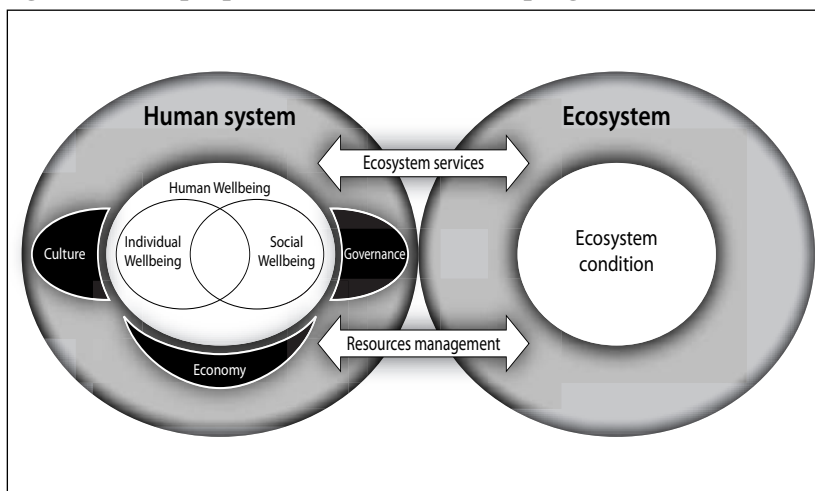 Human system
Ecosystem
Ecosystem services
Human Wellbeing
Culture
Individual
Wellbeing
Social
Wellbeing
Governance
Ecosystem
condition
Resources management
Economy